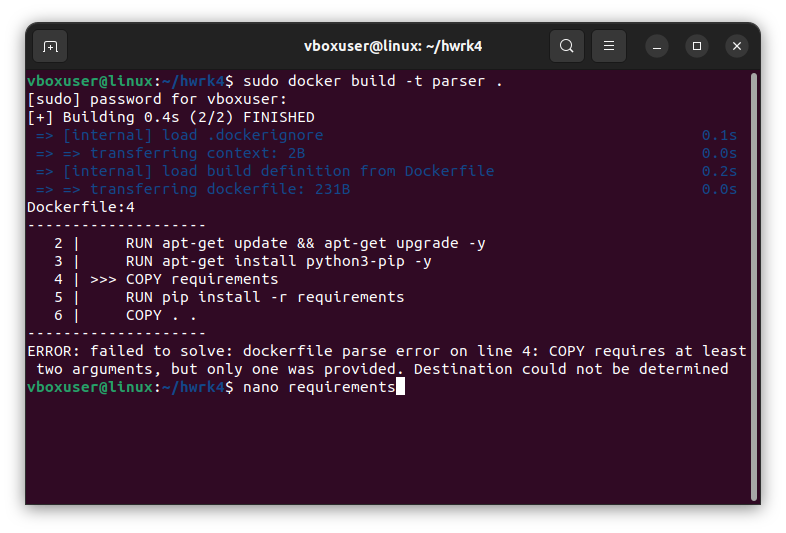 vboxuser@linux: ~/hwrk4
vboxuser@linux:~/hwrk4$ sudo docker build -t parser .
[sudo] password for vboxuser:
[+] Building 0.4s (2/2) FINISHED
 => [internal] load .dockerignore 0.1s
 => => transferring context: 2B 0.0s
 => [internal] load build definition from Dockerfile 0.2s
 => => transferring dockerfile: 231B 0.0s
Dockerfile:4
--------------------
   2 |     RUN apt-get update && apt-get upgrade -y
   3 |     RUN apt-get install python3-pip -y
   4 | >>> COPY requirements
   5 |     RUN pip install -r requirements
   6 |     COPY . .
--------------------
ERROR: failed to solve: dockerfile parse error on line 4: COPY requires at least
 two arguments, but only one was provided. Destination could not be determined
vboxuser@linux:~/hwrk4$ nano requirements